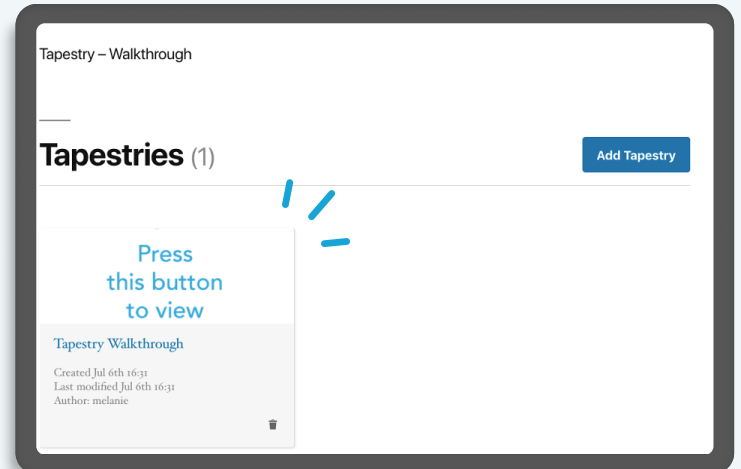 Tapestry – Walkthrough
Tapestries (1)
Add Tapestry
Press
this button
to view
Tapestry Walkthrough
Created Jul 6th 16:31
Last modified Jul 6th 16:31
Author: melanie